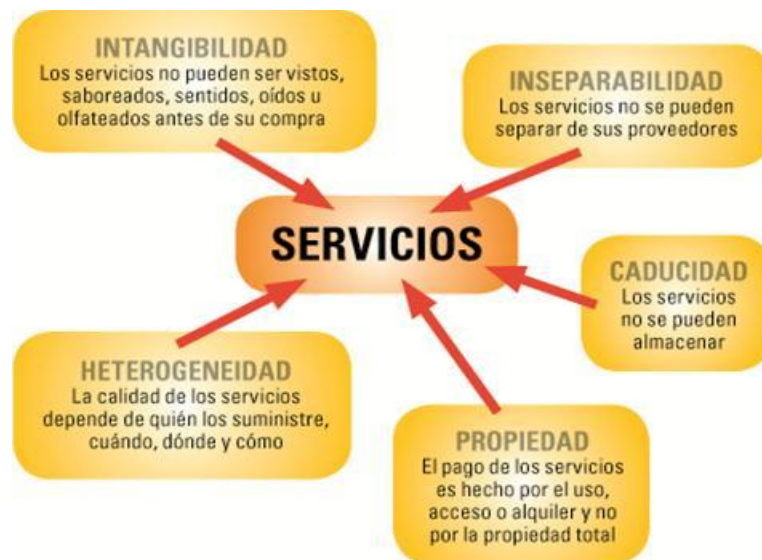 INTANGIBILIDAD
Los servicios no pueden ser vistos,
saboreados, sentidos, oídos u
olfateados antes de su compra
INSEPARABILIDAD
Los servicios no se pueden
separar de sus proveedores
SERVICIOS
CADUCIDAD
Los servicios
no se pueden
almacenar
HETEROGENEIDAD
La calidad de los servicios
depende de quién los suministre,
cuándo, dónde y cómo
PROPIEDAD
El pago de los servicios
es hecho por el uso,
acceso o alquiler y no
por la propiedad total